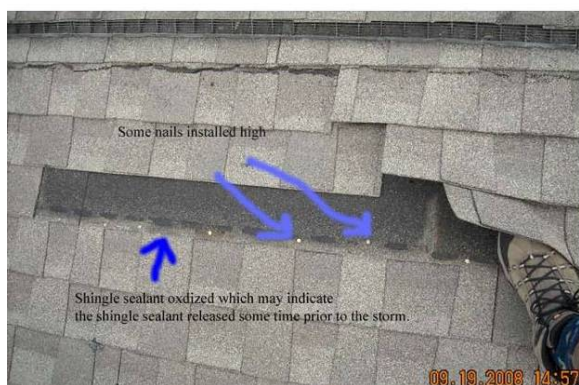 Some nails installed high
Shingle sealant oxdized which may indicate
the shingle sealant released some time prior to the storm.
09.19.2008 14:57